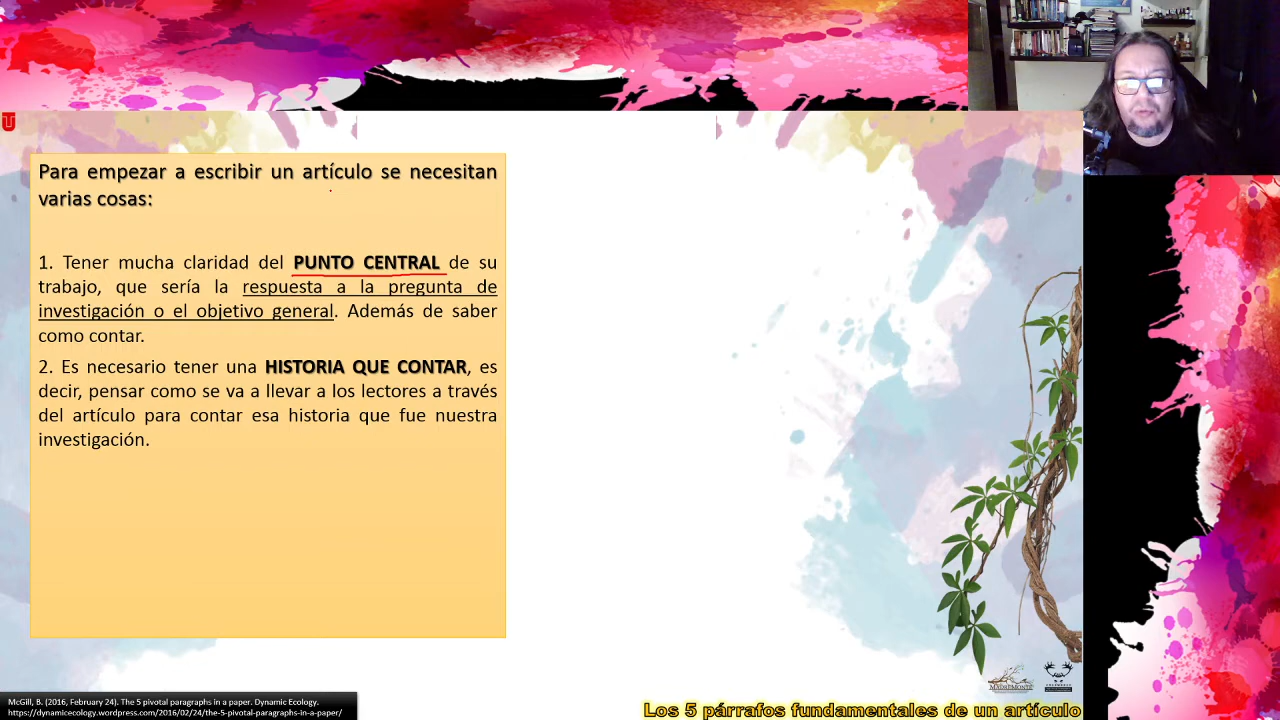 Para empezar a escribir un artículo se necesitan
varias cosas:
1. Tener mucha claridad del PUNTO CENTRAL de su
trabajo, que sería la respuesta a la pregunta de
investigación o el objetivo general. Además de saber
como contar.
2. Es necesario tener una HISTORIA QUE CONTAR, es
decir, pensar como se va a llevar a los lectores a través
del artículo para contar esa historia que fue nuestra
investigación.
MADREMONTE
McGill, B. (2016, February 24). The 5 pivotal paragraphs in a paper. Dynamic Ecology.
https://dynamicecology.wordpress.com/2016/02/24/the-5-pivotal-paragraphs-in-a-paper/
Los 5 párrafos fundamentales de un artículo